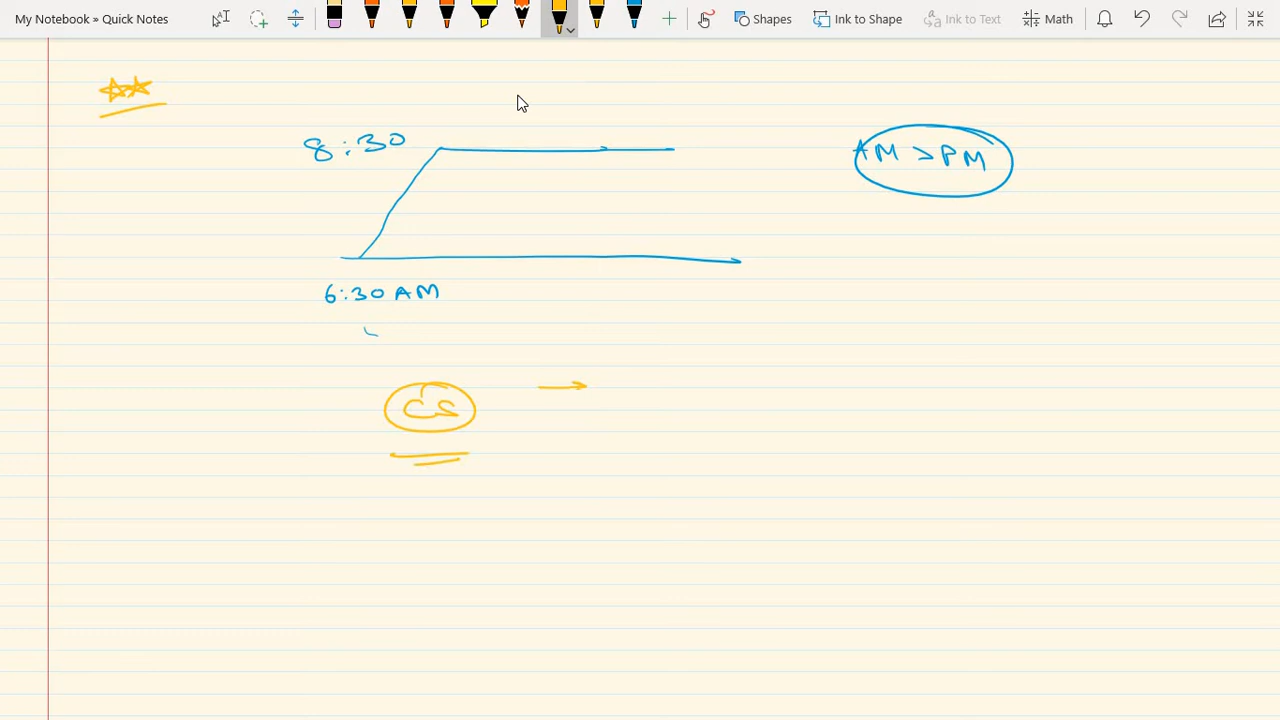 My Notebook » Quick Notes
Shapes
Ink to Shape
Ink to Text
Math
8:30
AM > PM
6:30 AM
CS